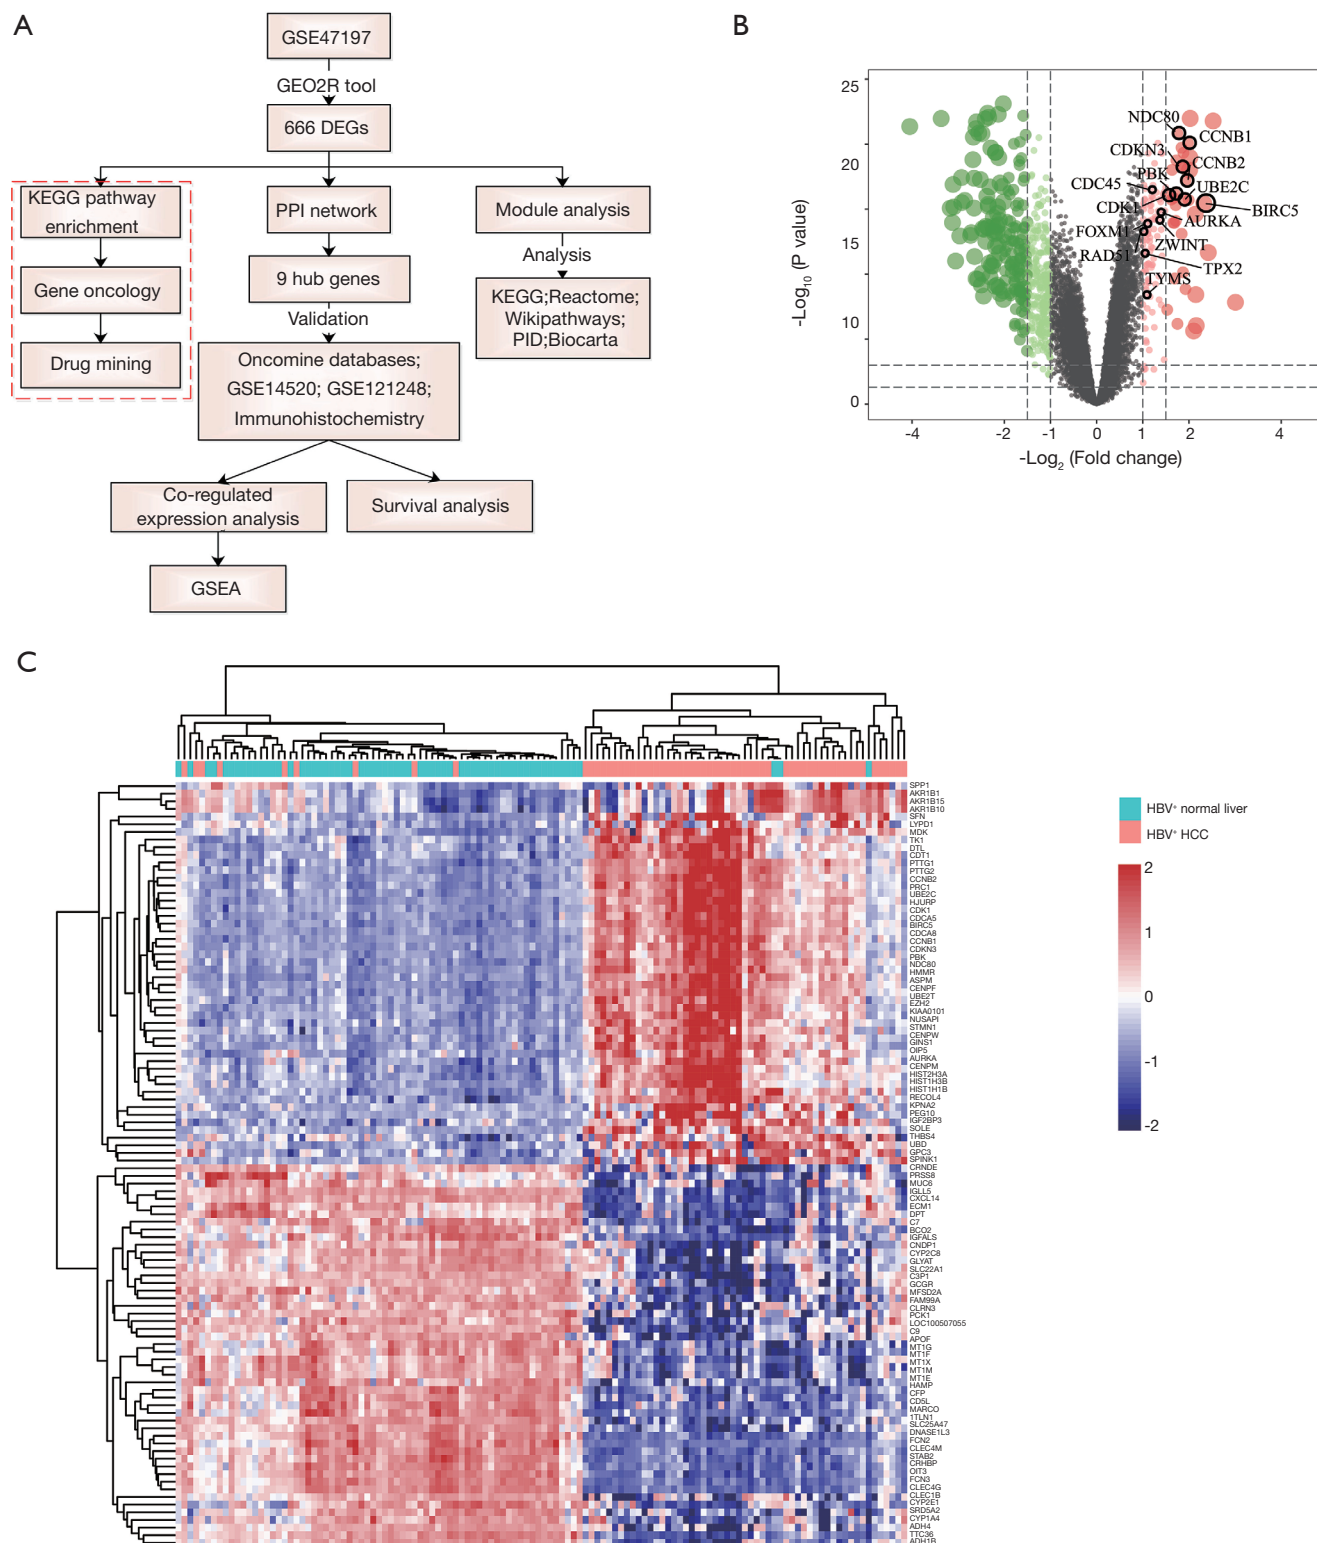 A
GSE47197
GEO2R tool
666 DEGs
KEGG pathway
enrichment
Gene oncology
Drug mining
PPI network
9 hub genes
Validation
Oncomine databases;
GSE14520; GSE121248;
Immunohistochemistry
Module analysis
Analysis
KEGG;Reactome;
Wikipathways;
PID;Biocarta
Co-regulated
expression analysis
Survival analysis
GSEA
B
25
20
15
10
0
-Log10 (P value)
-4
-2
-1
0
1
2
4
-Log2 (Fold change)
NDC80
CCNB1
CDKN3
CCNB2
PBK
CDC45
UBE2C
CDK1
BIRC5
AURKA
FOXM1
ZWINT
RAD51
TPX2
TYMS
C
HBV+ normal liver
HBV+ HCC
2
1
0
-1
-2
SPP1
AKR1B1
AKR1B15
AKR1B10
SFN
LYPD1
MDK
TK1
DTL
CDT1
PTTG1
PTTG2
CCNB2
PRC1
UBE2C
HJURP
CDK1
CDCA5
BIRC5
CDCA8
CCNB1
CDKN3
PBK
NDC80
HMMR
ASPM
CENPF
UBE2T
EZH2
KIAA0101
NUSAPI
STMN1
CENPW
GINS1
OIP5
AURKA
CENPM
HIST2H3A
HIST1H3B
HIST1H1B
RECOL4
KPNA2
PEG10
IGF2BP3
SOLE
THBS4
UBD
GPC3
SPINK1
CRNDE
PRSS8
MUC6
IGLL5
CXCL14
ECM1
DPT
C7
BCO2
IGFALS
CNDP1
CYP2C8
GLYAT
SLC22A1
C3P1
GCGR
MFSD2A
FAM99A
CLRN3
PCK1
LOC100507055
C9
APOF
MT1G
MT1F
MT1X
MT1M
MT1E
HAMP
CFP
CD5L
MARCO
1TLN1
SLC25A47
DNASE1L3
FCN2
CLEC4M
STAB2
CRHBP
OIT3
FCN3
CLEC4G
CLEC1B
CYP2E1
SRD5A2
CYP1A4
ADH4
TTC36
ADH1B